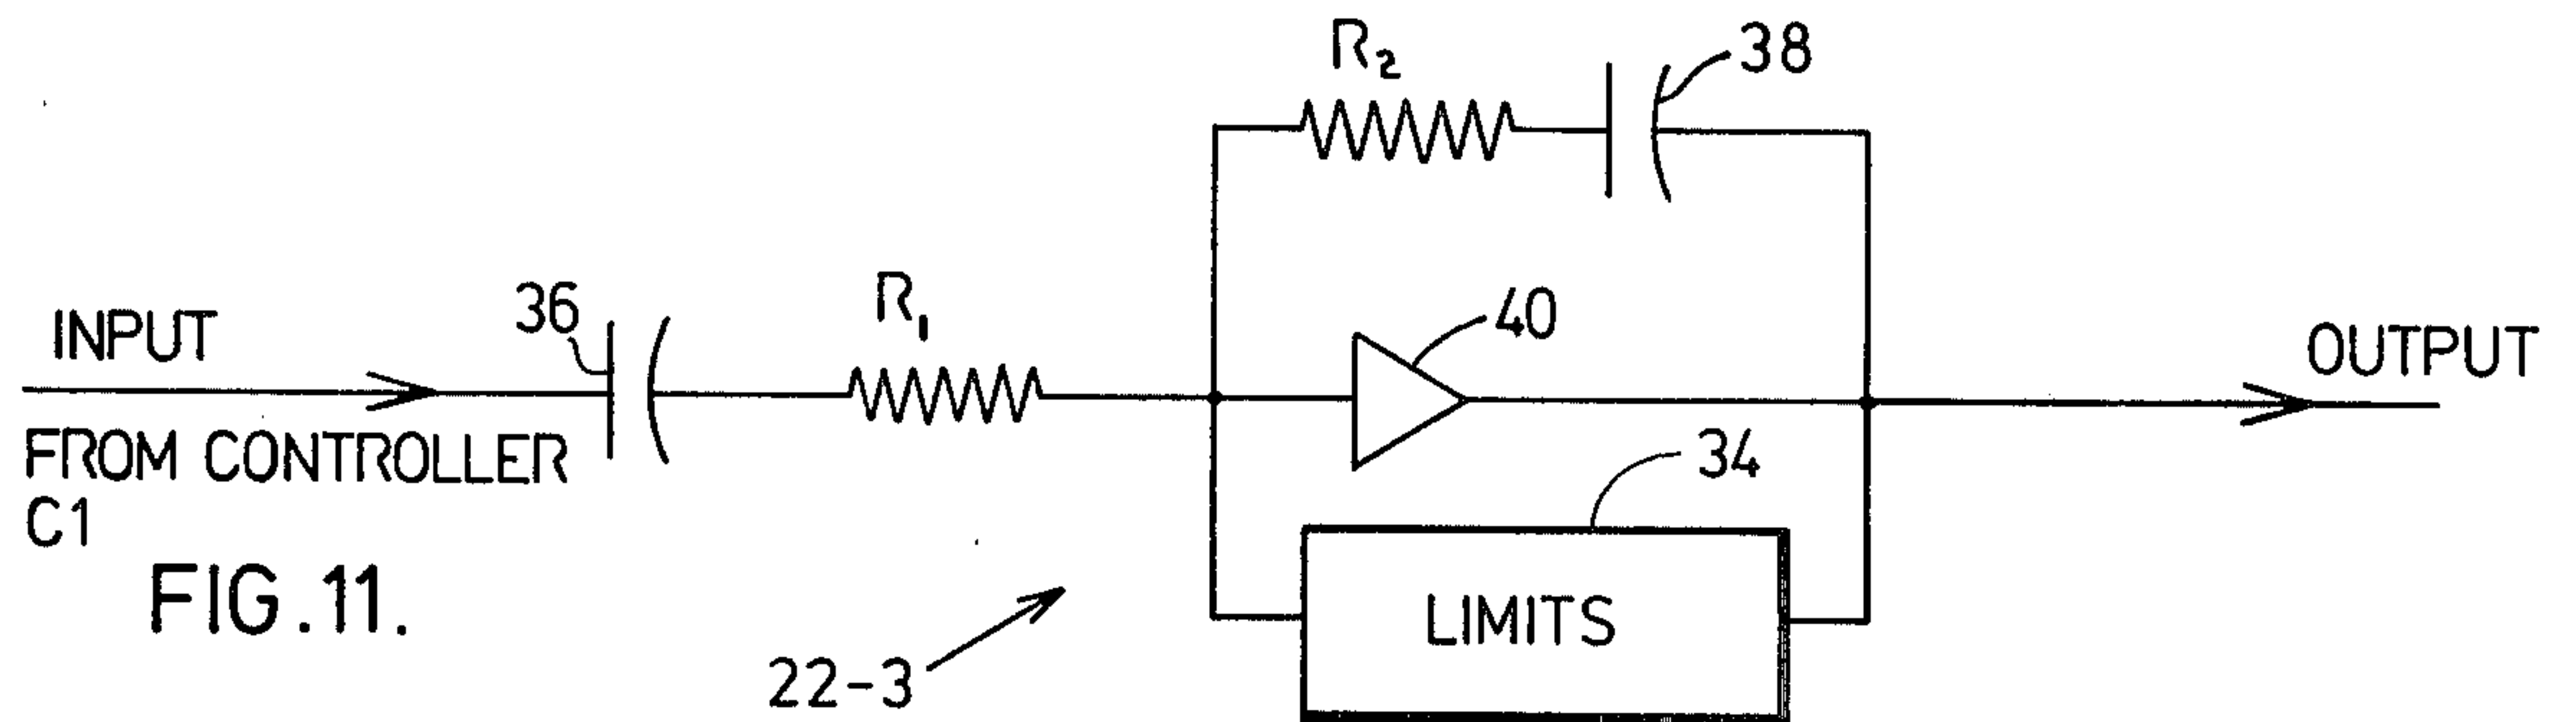 R2
38
36
R1
40
INPUT
OUTPUT
FROM CONTROLLER
C1
34
FIG.11.
LIMITS
22-3